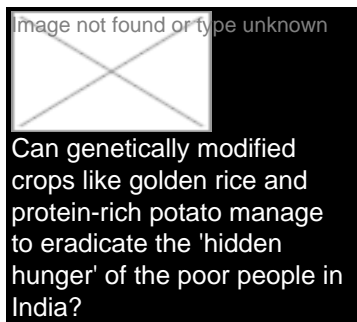 Image not found or type unknown
Can genetically modified
crops like golden rice and
protein-rich potato manage
to eradicate the 'hidden
hunger' of the poor people in
India?